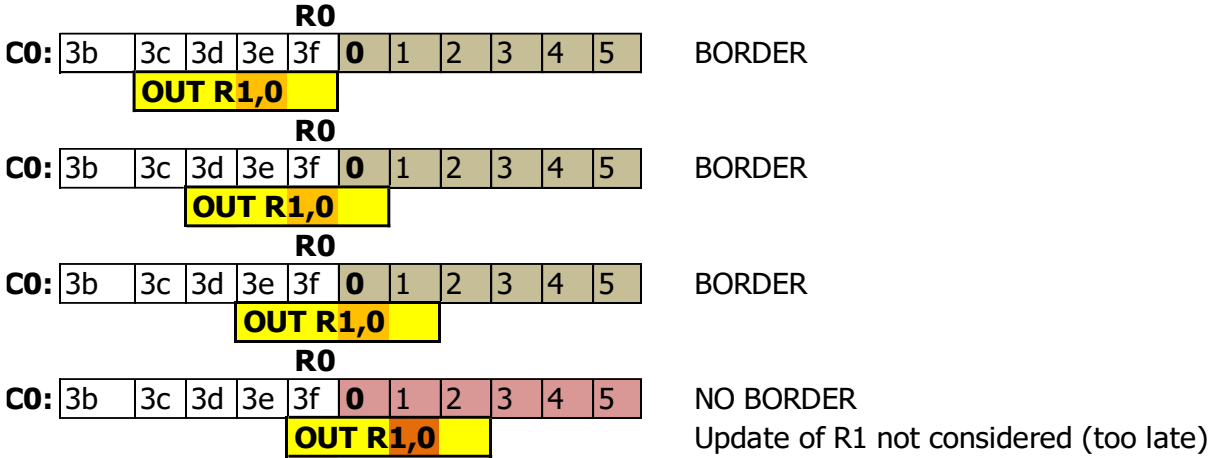 R0
C0: 3b 3c 3d 3e 3f 0 1 2 3 4 5 BORDER
OUT R1,0
R0
C0: 3b 3c 3d 3e 3f 0 1 2 3 4 5 BORDER
OUT R1,0
R0
C0: 3b 3c 3d 3e 3f 0 1 2 3 4 5 BORDER
OUT R1,0
R0
C0: 3b 3c 3d 3e 3f 0 1 2 3 4 5 NO BORDER
OUT R1,0 Update of R1 not considered (too late)